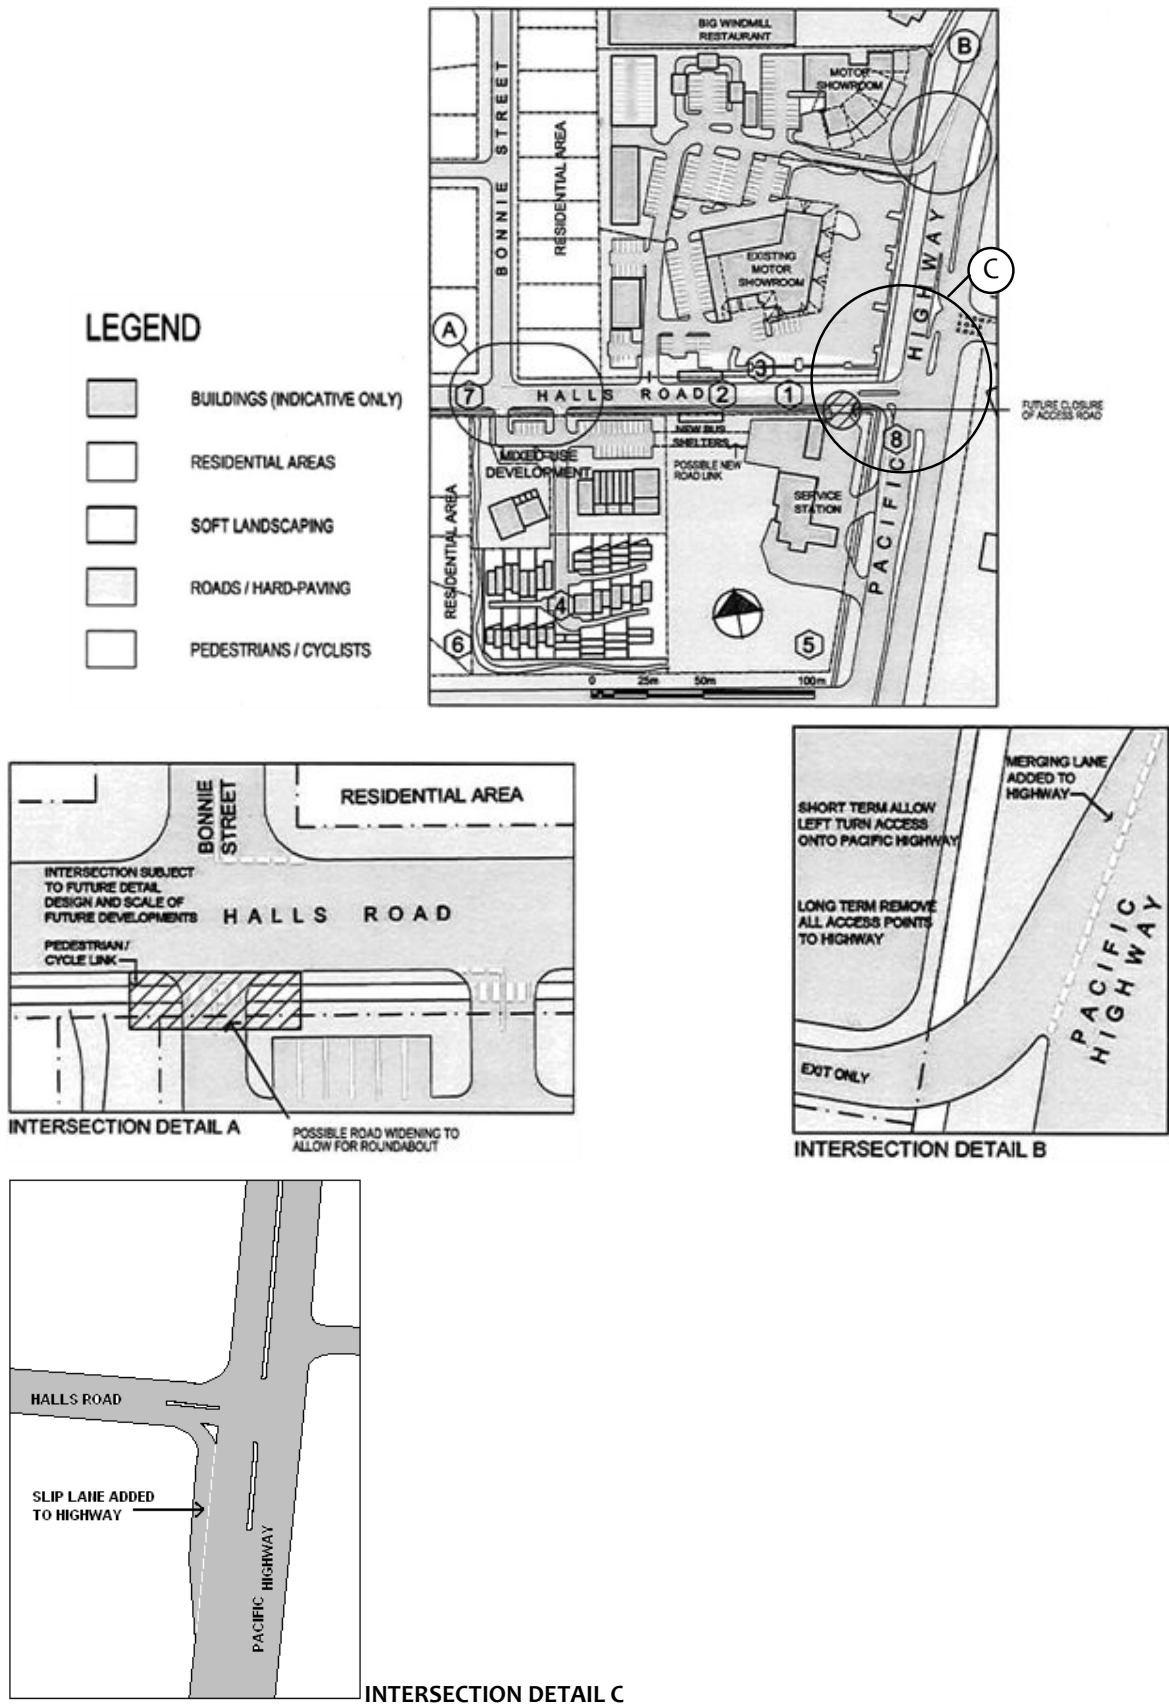 BIG WINDMILL
RESTAURANT
B
MOTOR
SHOWROOM
BONNIE STREET
RESIDENTIAL AREA
HIGHWAY
C
EXISTING
MOTOR
SHOWROOM
A
3
7
HALLS ROAD
2
1
FUTURE CLOSURE
OF ACCESS ROAD
8
NEW BUS
SHELTERS
MIXED USE
DEVELOPMENT
POSSIBLE NEW
ROAD LINK
SERVICE
STATION
PACIFIC
RESIDENTIAL AREA
4
6
5
0 25m 50m 100m
LEGEND
BUILDINGS (INDICATIVE ONLY)
RESIDENTIAL AREAS
SOFT LANDSCAPING
ROADS / HARD-PAVING
PEDESTRIANS / CYCLISTS
BONNIE
STREET
RESIDENTIAL AREA
INTERSECTION SUBJECT
TO FUTURE DETAIL
DESIGN AND SCALE OF
FUTURE DEVELOPMENTS
HALLS ROAD
PEDESTRIAN /
CYCLE LINK
INTERSECTION DETAIL A
POSSIBLE ROAD WIDENING TO
ALLOW FOR ROUNDABOUT
MERGING LANE
ADDED TO
HIGHWAY
SHORT TERM ALLOW
LEFT TURN ACCESS
ONTO PACIFIC HIGHWAY
LONG TERM REMOVE
ALL ACCESS POINTS
TO HIGHWAY
PACIFIC
HIGHWAY
EXIT ONLY
INTERSECTION DETAIL B
HALLS ROAD
SLIP LANE ADDED
TO HIGHWAY
PACIFIC
HIGHWAY
INTERSECTION DETAIL C